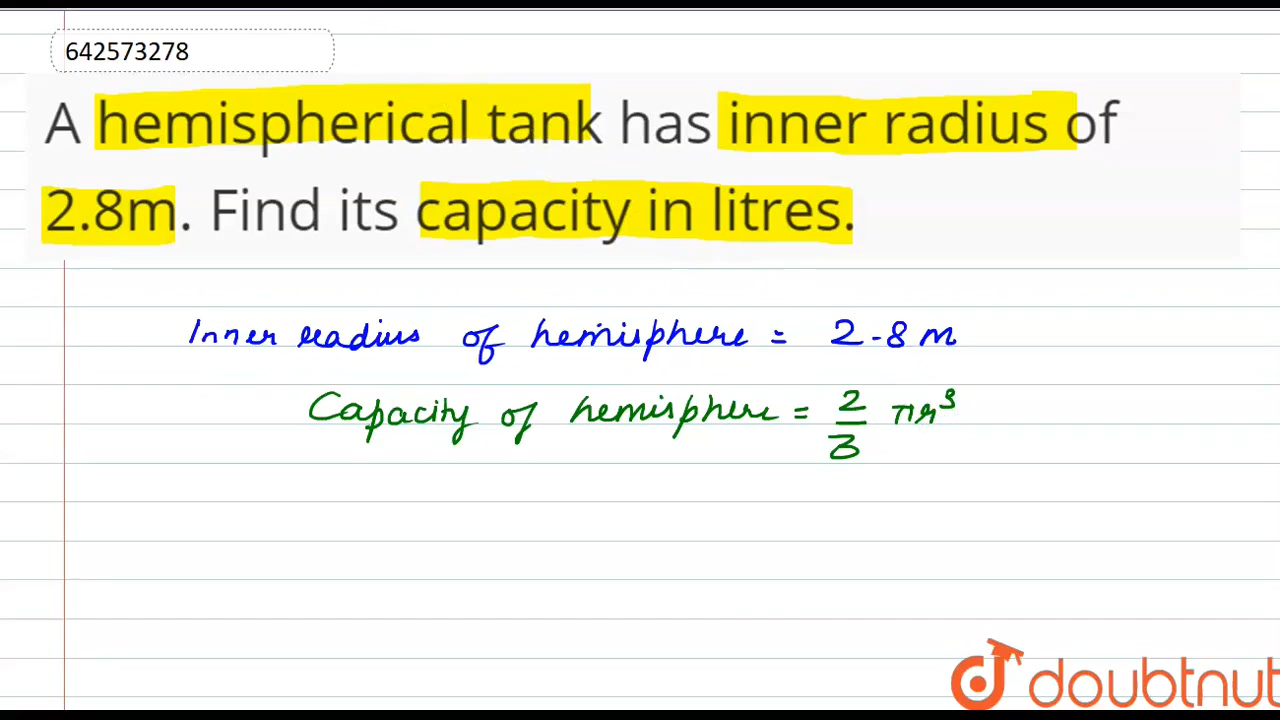 642573278
A hemispherical tank has inner radius of
2.8m. Find its capacity in litres.
Inner radius of hemisphere = 2.8 m
Capacity of hemisphere = 2/3 πr³
doubtnut